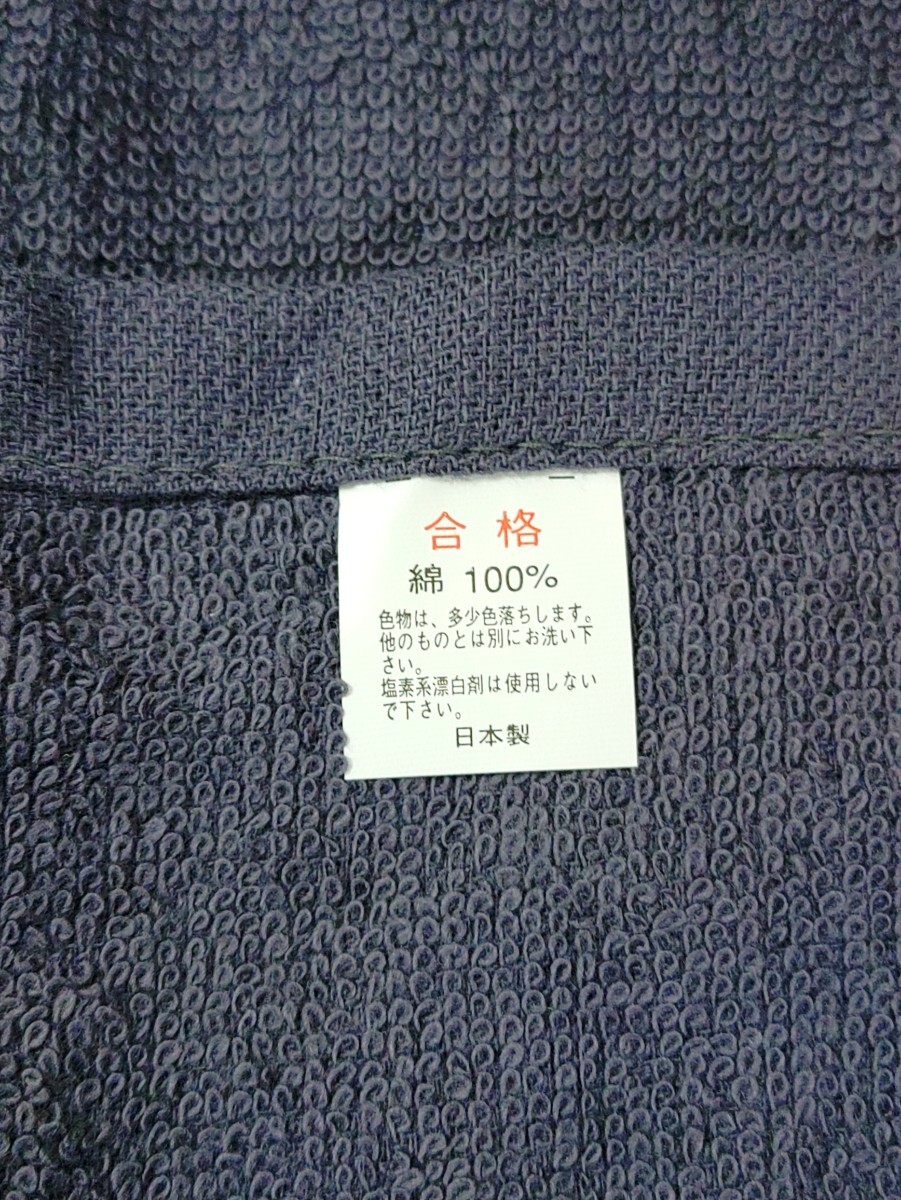 合格
綿 100%
色物は、多少色落ちします。
他のものとは別にお洗い下
さい。
塩素系漂白剤は使用しない
で下さい。
日本製